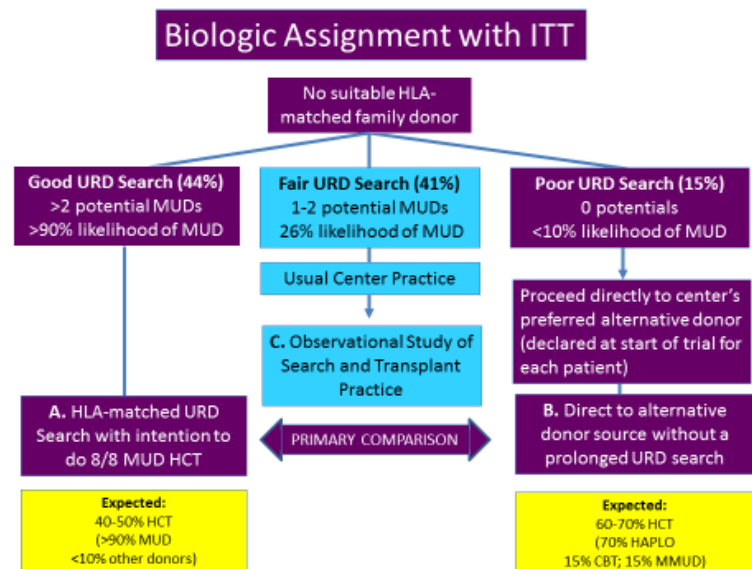 Biologic Assignment with ITT
No suitable HLA-
matched family donor
Good URD Search (44%)
>2 potential MUDs
>90% likelihood of MUD
Fair URD Search (41%)
1-2 potential MUDs
26% likelihood of MUD
Poor URD Search (15%)
0 potentials
<10% likelihood of MUD
Usual Center Practice
Proceed directly to center's
preferred alternative donor
(declared at start of trial for
each patient)
C. Observational Study of
Search and Transplant
Practice
A. HLA-matched URD
Search with intention to
do 8/8 MUD HCT
PRIMARY COMPARISON
B. Direct to alternative
donor source without a
prolonged URD search
Expected:
40-50% HCT
(>90% MUD
<10% other donors)
Expected:
60-70% HCT
(70% HAPLO
15% CBT; 15% MMUD)